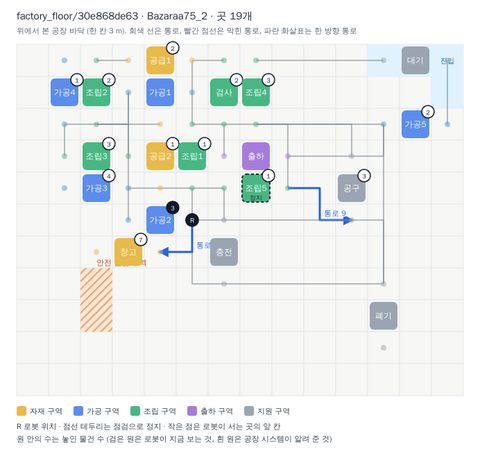 factory_floor/30e868de63 · Bazaraa75_2 · 곳 19개
위에서 본 공장 바닥 (한 칸 3 m). 회색 선은 통로, 빨간 점선은 막힌 통로, 파란 화살표는 한 방향 통로
공급1 2
대기
진입
가공4 1
조립2 2
가공1
검사 2
조립4 3
가공5 2
조립3 3
공급2 1
조립1 1
출하
가공3 4
조립5 1
정지
공구 3
가공2 3
R
통로 9
창고 7
통로
충전
안전
역
폐기
자재 구역
가공 구역
조립 구역
출하 구역
지원 구역
R 로봇 위치 · 점선 테두리는 점검으로 정지 · 작은 점은 로봇이 서는 곳의 앞 칸
원 안의 수는 놓인 물건 수 (검은 원은 로봇이 지금 보는 것, 흰 원은 공장 시스템이 알려 준 것)